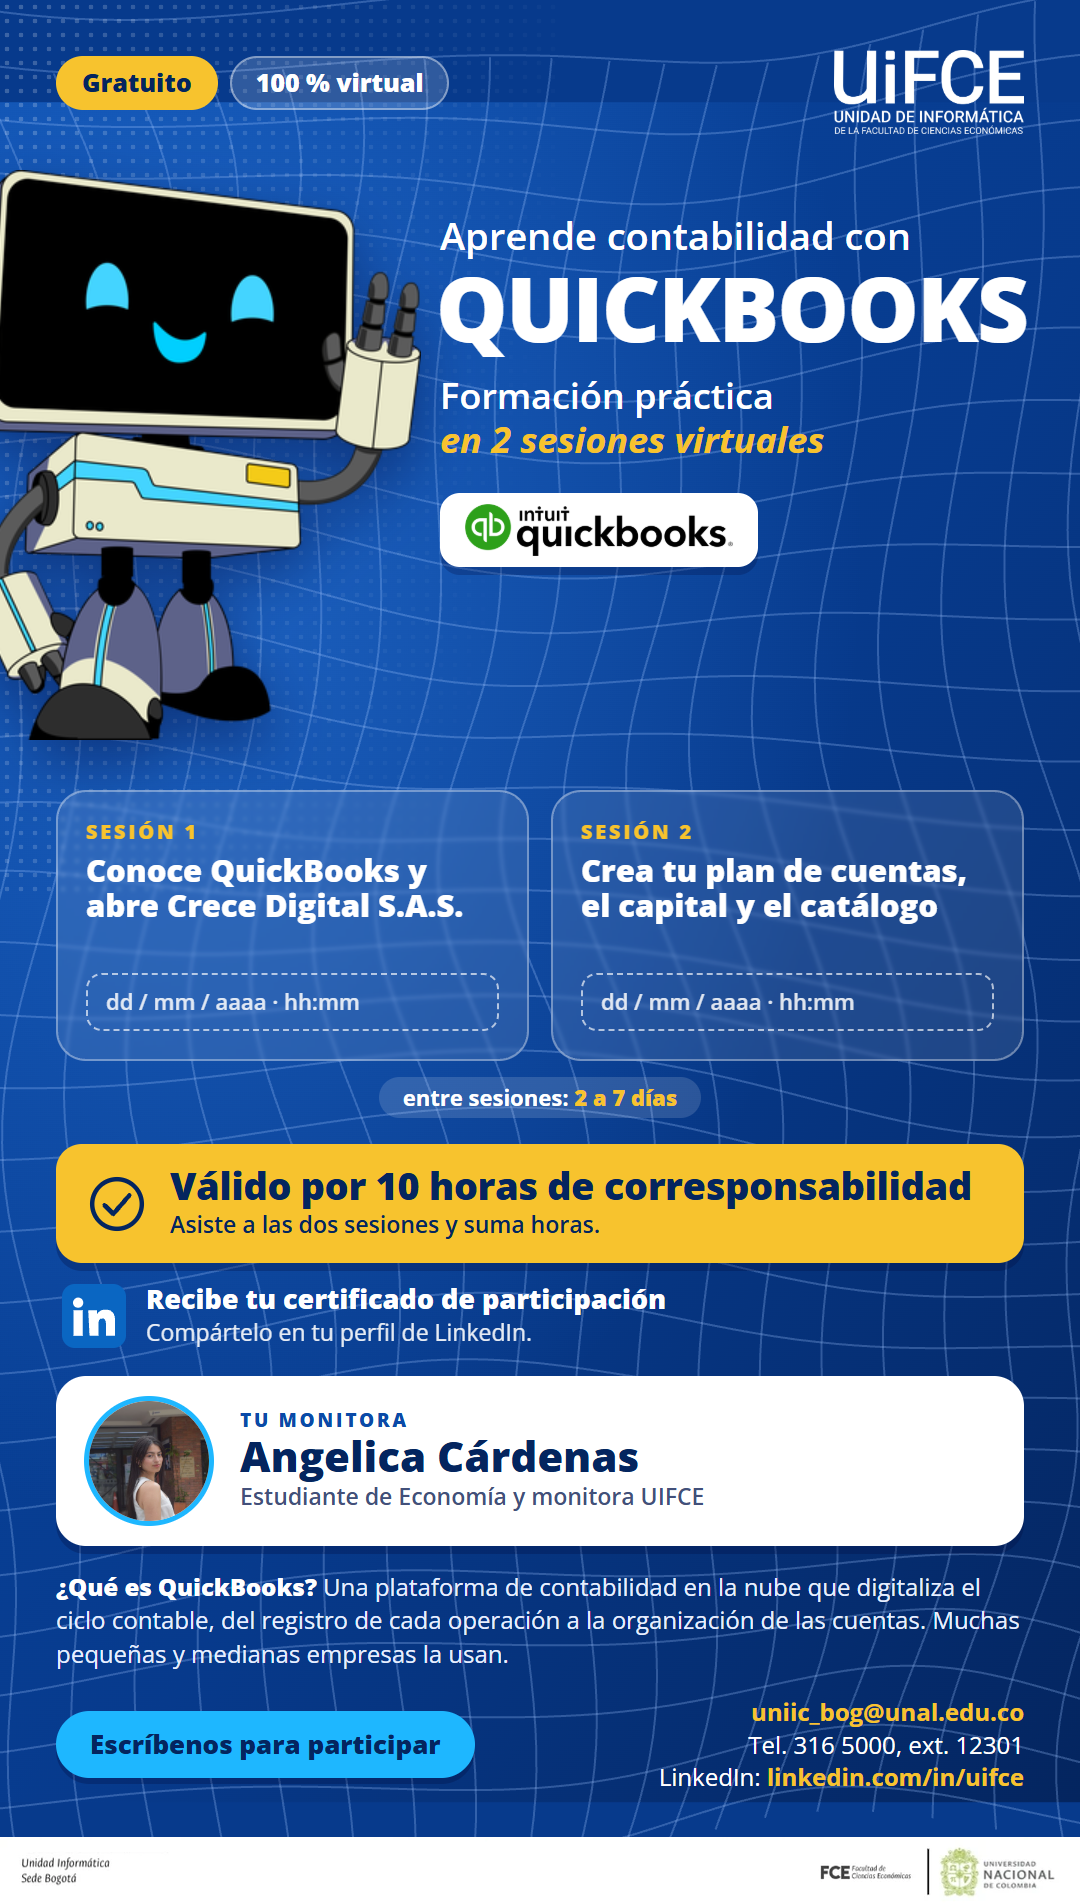 Gratuito
100 % virtual
UiFCE
UNIDAD DE INFORMÁTICA
DE LA FACULTAD DE CIENCIAS ECONÓMICAS
Aprende contabilidad con
QUICKBOOKS
Formación práctica
en 2 sesiones virtuales
qb intuit quickbooks.
SESIÓN 1
Conoce QuickBooks y
abre Crece Digital S.A.S.
dd / mm / aaaa · hh:mm
SESIÓN 2
Crea tu plan de cuentas,
el capital y el catálogo
dd / mm / aaaa · hh:mm
entre sesiones: 2 a 7 días
Válido por 10 horas de corresponsabilidad
Asiste a las dos sesiones y suma horas.
in
Recibe tu certificado de participación
Compártelo en tu perfil de LinkedIn.
TU MONITORA
Angelica Cárdenas
Estudiante de Economía y monitora UIFCE
¿Qué es QuickBooks? Una plataforma de contabilidad en la nube que digitaliza el
ciclo contable, del registro de cada operación a la organización de las cuentas. Muchas
pequeñas y medianas empresas la usan.
Escríbenos para participar
uniic_bog@unal.edu.co
Tel. 316 5000, ext. 12301
LinkedIn: linkedin.com/in/uifce
Unidad Informática
Sede Bogotá
FCE Facultad de
Ciencias Económicas
UNIVERSIDAD
NACIONAL
DE COLOMBIA